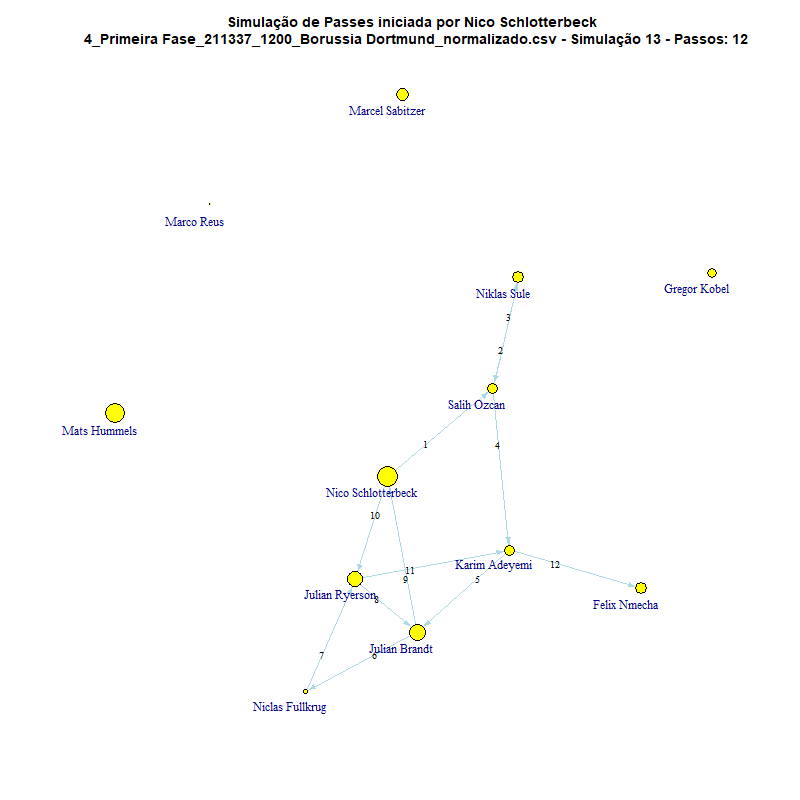 Simulação de Passes iniciada por Nico Schlotterbeck
4_Primeira Fase_211337_1200_Borussia Dortmund_normalizado.csv - Simulação 13 - Passos: 12
Marcel Sabitzer
Marco Reus
Gregor Kobel
Niklas Sule
3
2
Salih Ozcan
Mats Hummels
1
4
Nico Schlotterbeck
10
Karim Adeyemi
12
11
9
5
Julian Ryerson
8
Felix Nmecha
Julian Brandt
7
6
Niclas Fullkrug